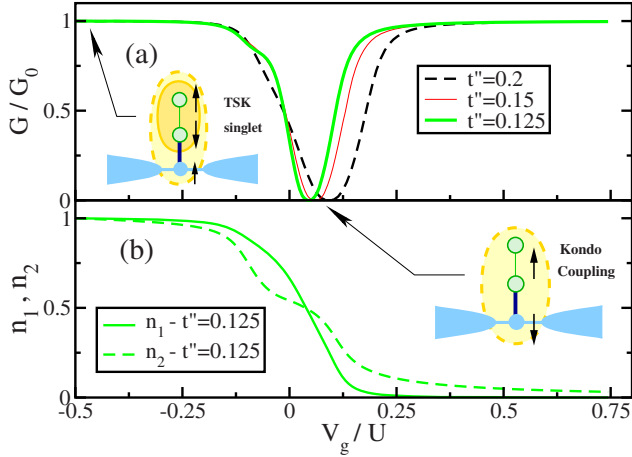 1
0.5
0
G / G0
(a)
TSK
singlet
t"=0.2
t"=0.15
t"=0.125
1
0.5
0
n1, n2
(b)
Kondo
Coupling
n1 - t"=0.125
n2 - t"=0.125
-0.5 -0.25 0 0.25 0.5 0.75
Vg / U